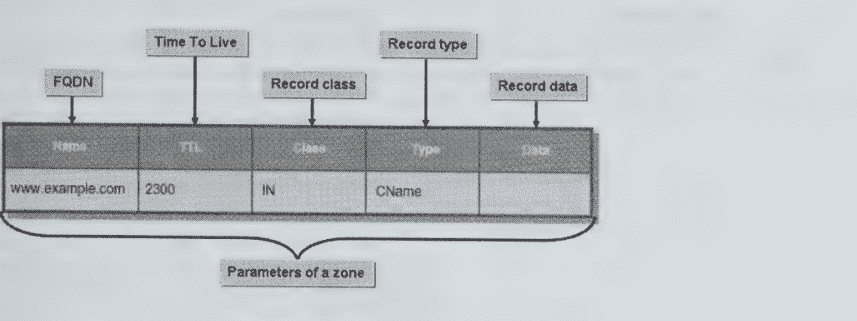 Time To Live
Record type
FQDN
Record class
Record data
Name TTL Class Type Data
www.example.com 2300 IN CName
Parameters of a zone